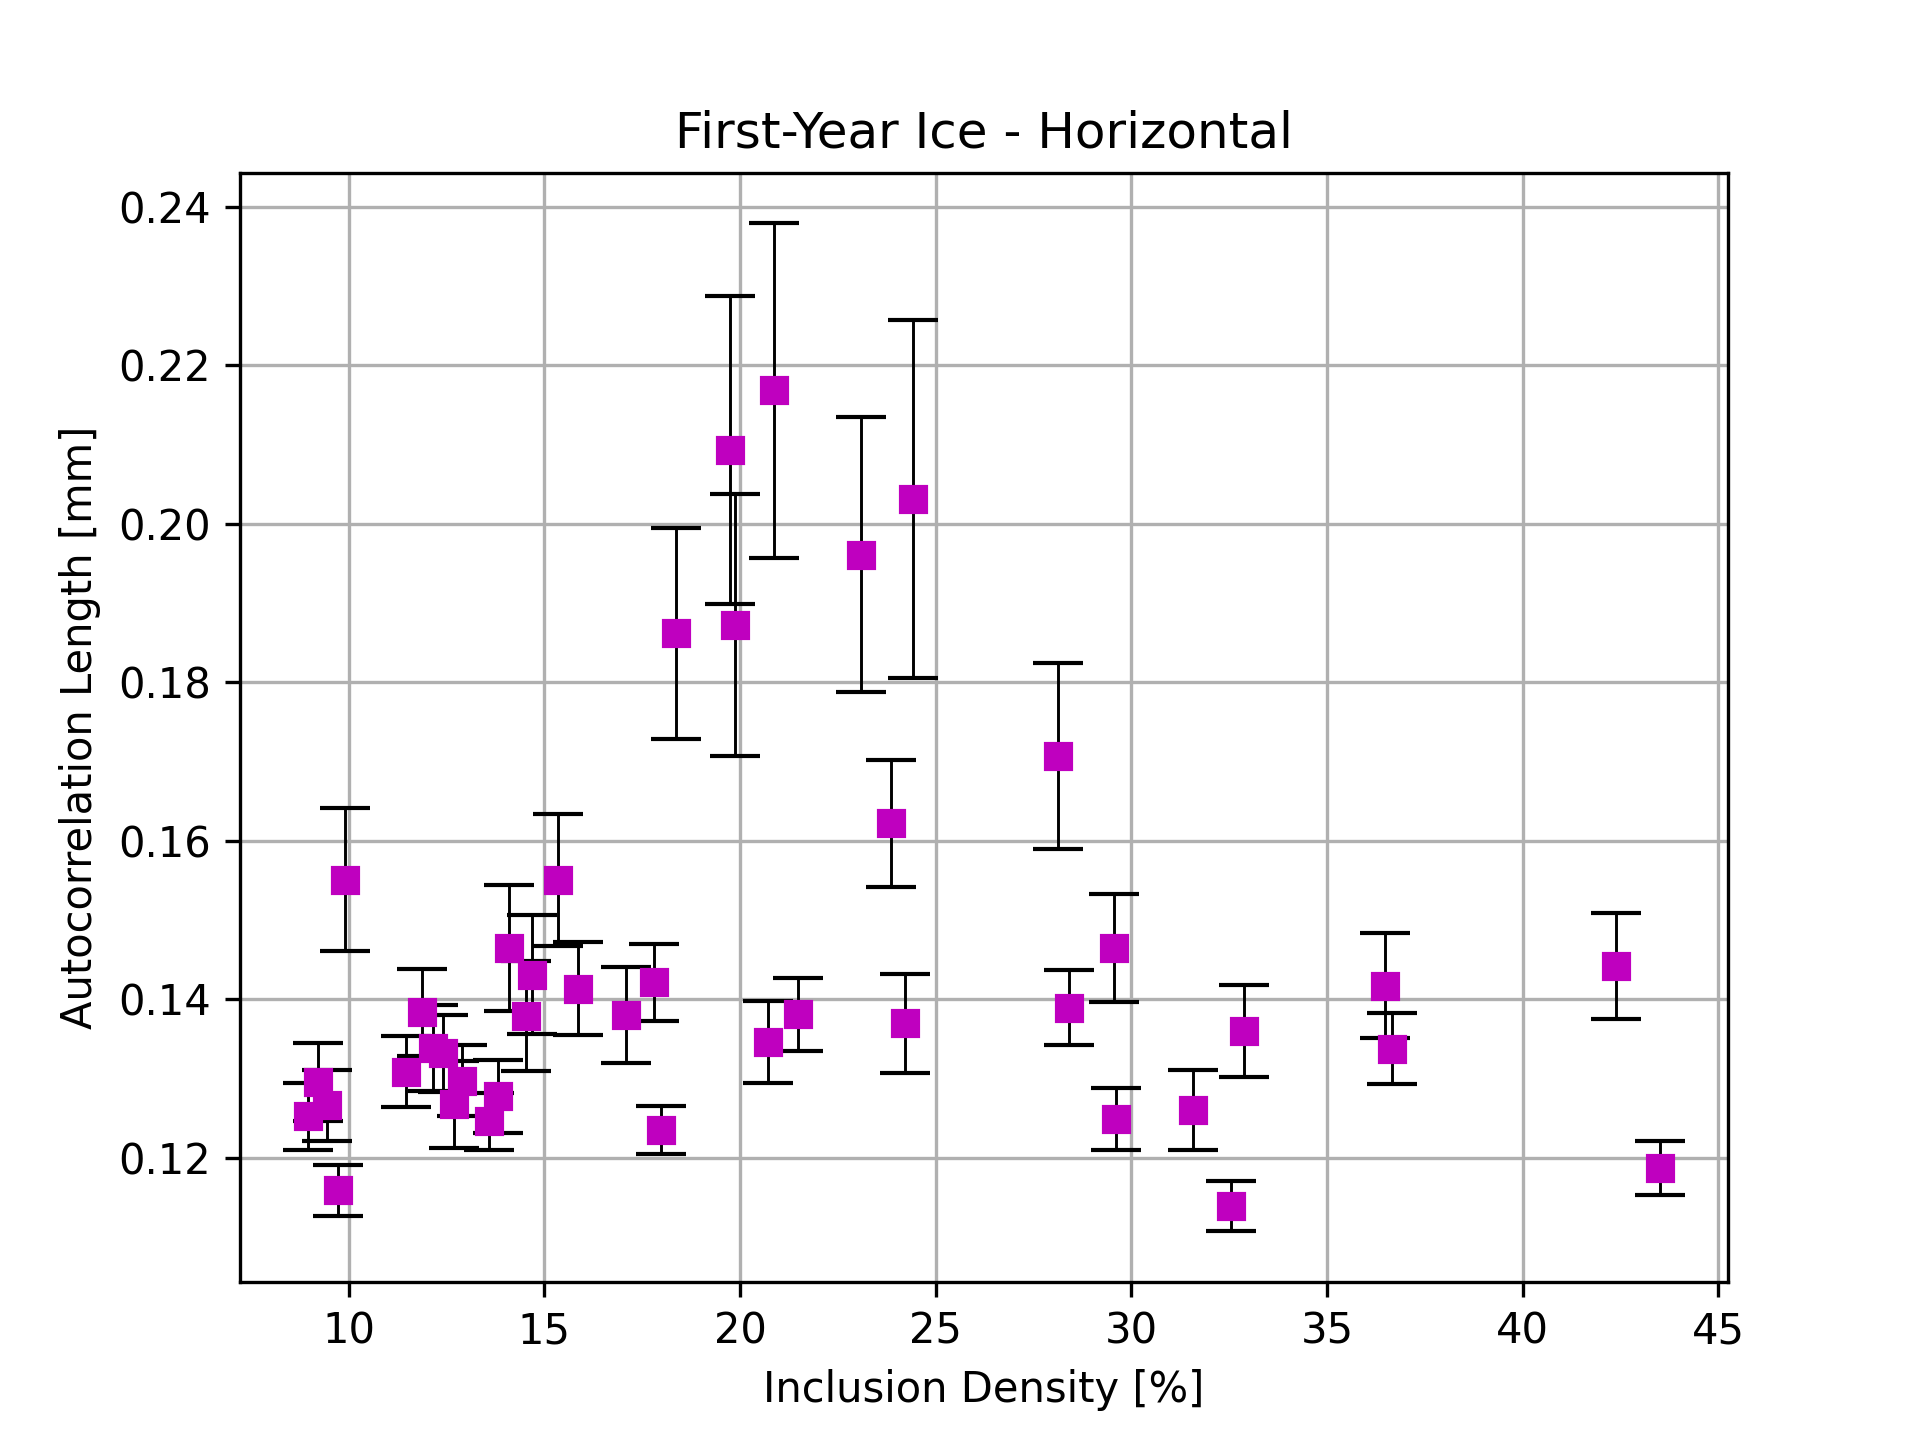 First-Year Ice - Horizontal
Autocorrelation Length [mm]
0.24
0.22
0.20
0.18
0.16
0.14
0.12
10 15 20 25 30 35 40 45
Inclusion Density [%]